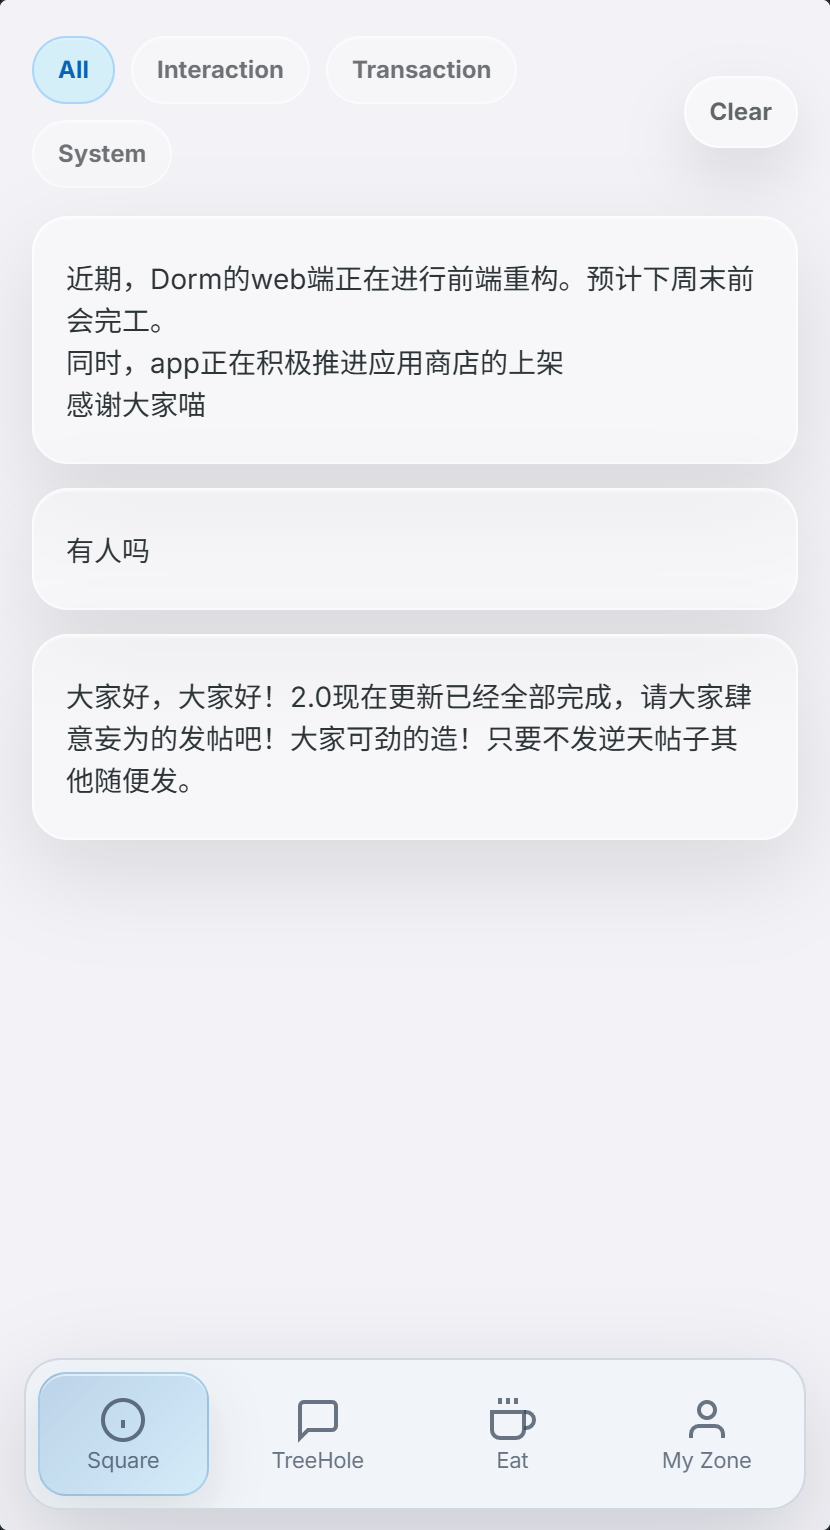 All
Interaction
Transaction
System
Clear
近期，Dorm的web端正在进行前端重构。预计下周末前
会完工。
同时，app正在积极推进应用商店的上架
感谢大家喵
有人吗
大家好，大家好！2.0现在更新已经全部完成，请大家肆
意妄为的发帖吧！大家可劲的造！只要不发逆天帖子其
他随便发。
Square
TreeHole
Eat
My Zone